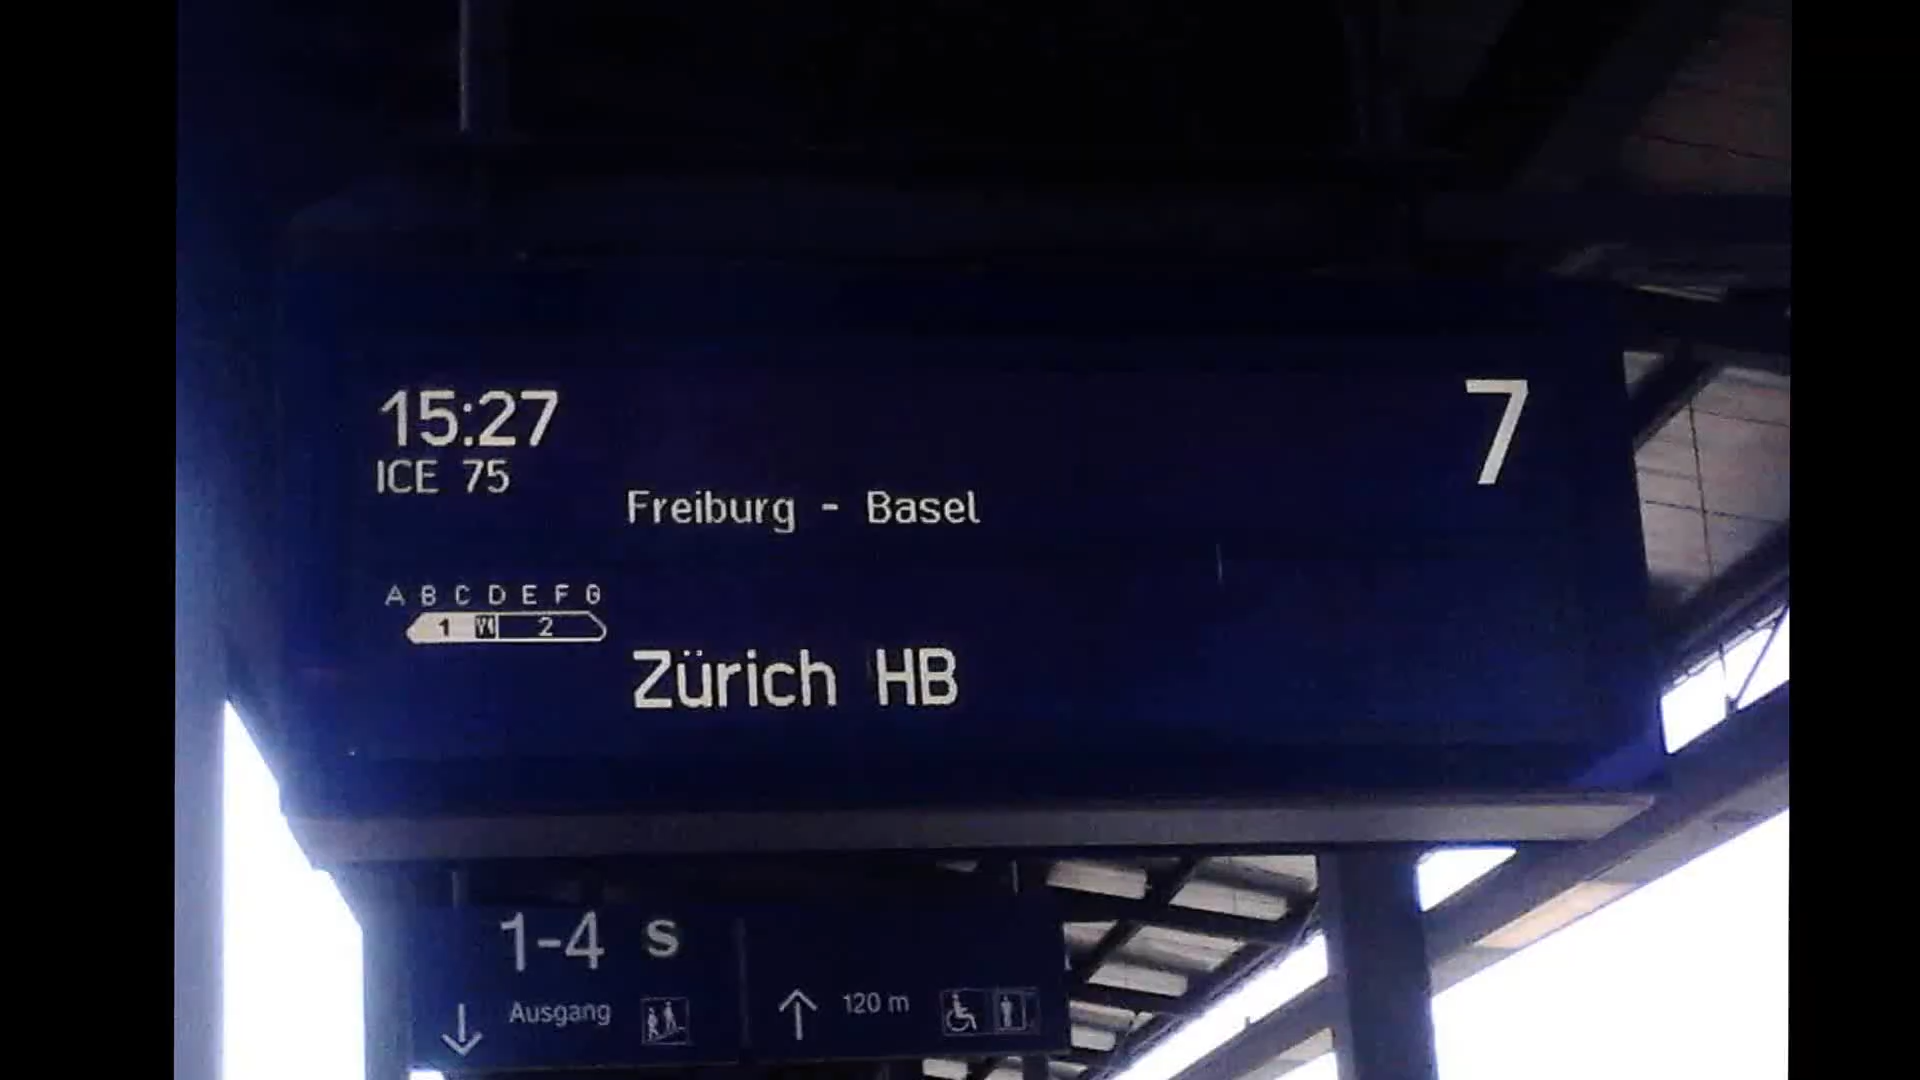 15:27
7
ICE 75
Freiburg - Basel
A B C D E F G
1 2
Zürich HB
1-4 S
Ausgang
120 m